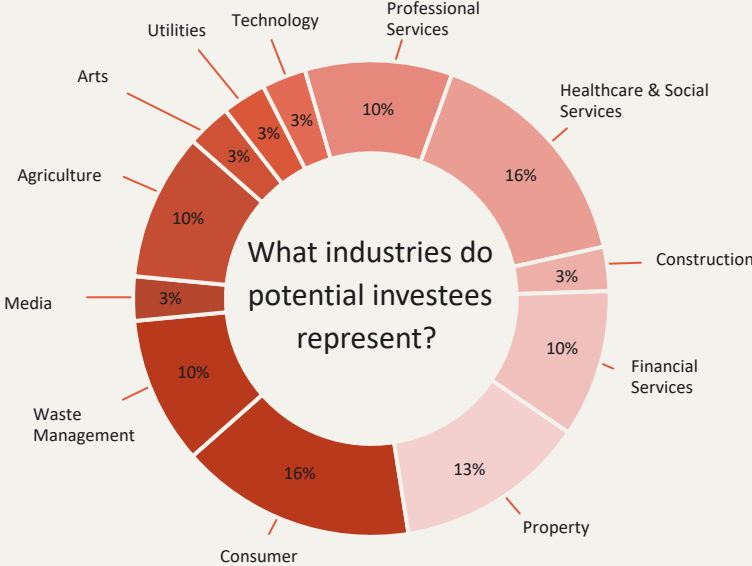 Professional
Services
Technology
Utilities
Arts
Healthcare & Social
Services
10%
3%
3%
3%
16%
Agriculture
10%
What industries do
potential investees
represent?
Construction
3%
Media
3%
10%
Financial
Services
10%
Waste
Management
13%
16%
Property
Consumer